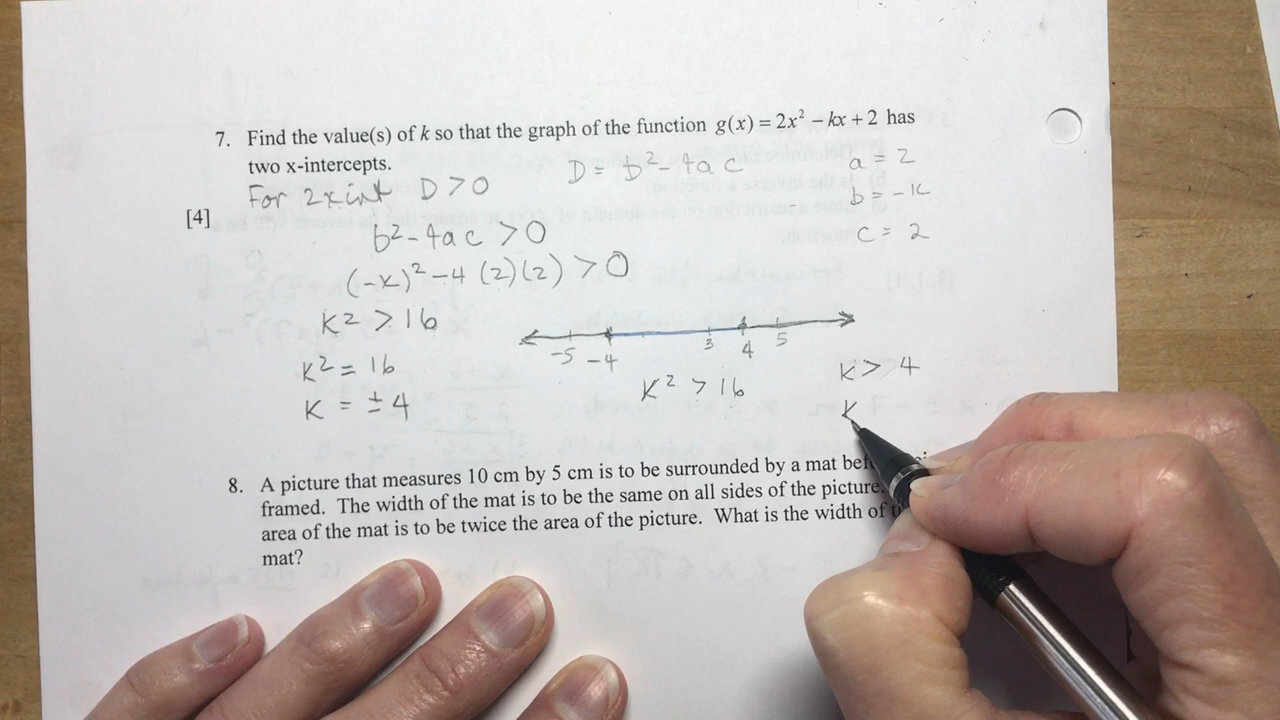 7. Find the value(s) of k so that the graph of the function g(x) = 2x² − kx + 2 has
two x-intercepts.
D = b² - 4ac
a = 2
For 2 x int D > 0
b = -k
[4]
b² - 4ac > 0
c = 2
(-k)² - 4 (2)(2) > 0
k² > 16
-5 -4 3 4 5
k² = 16
k² > 16
k > 4
k = ± 4
k
8. A picture that measures 10 cm by 5 cm is to be surrounded by a mat
framed. The width of the mat is to be the same on all sides of the picture.
area of the mat is to be twice the area of the picture. What is the width of
mat?